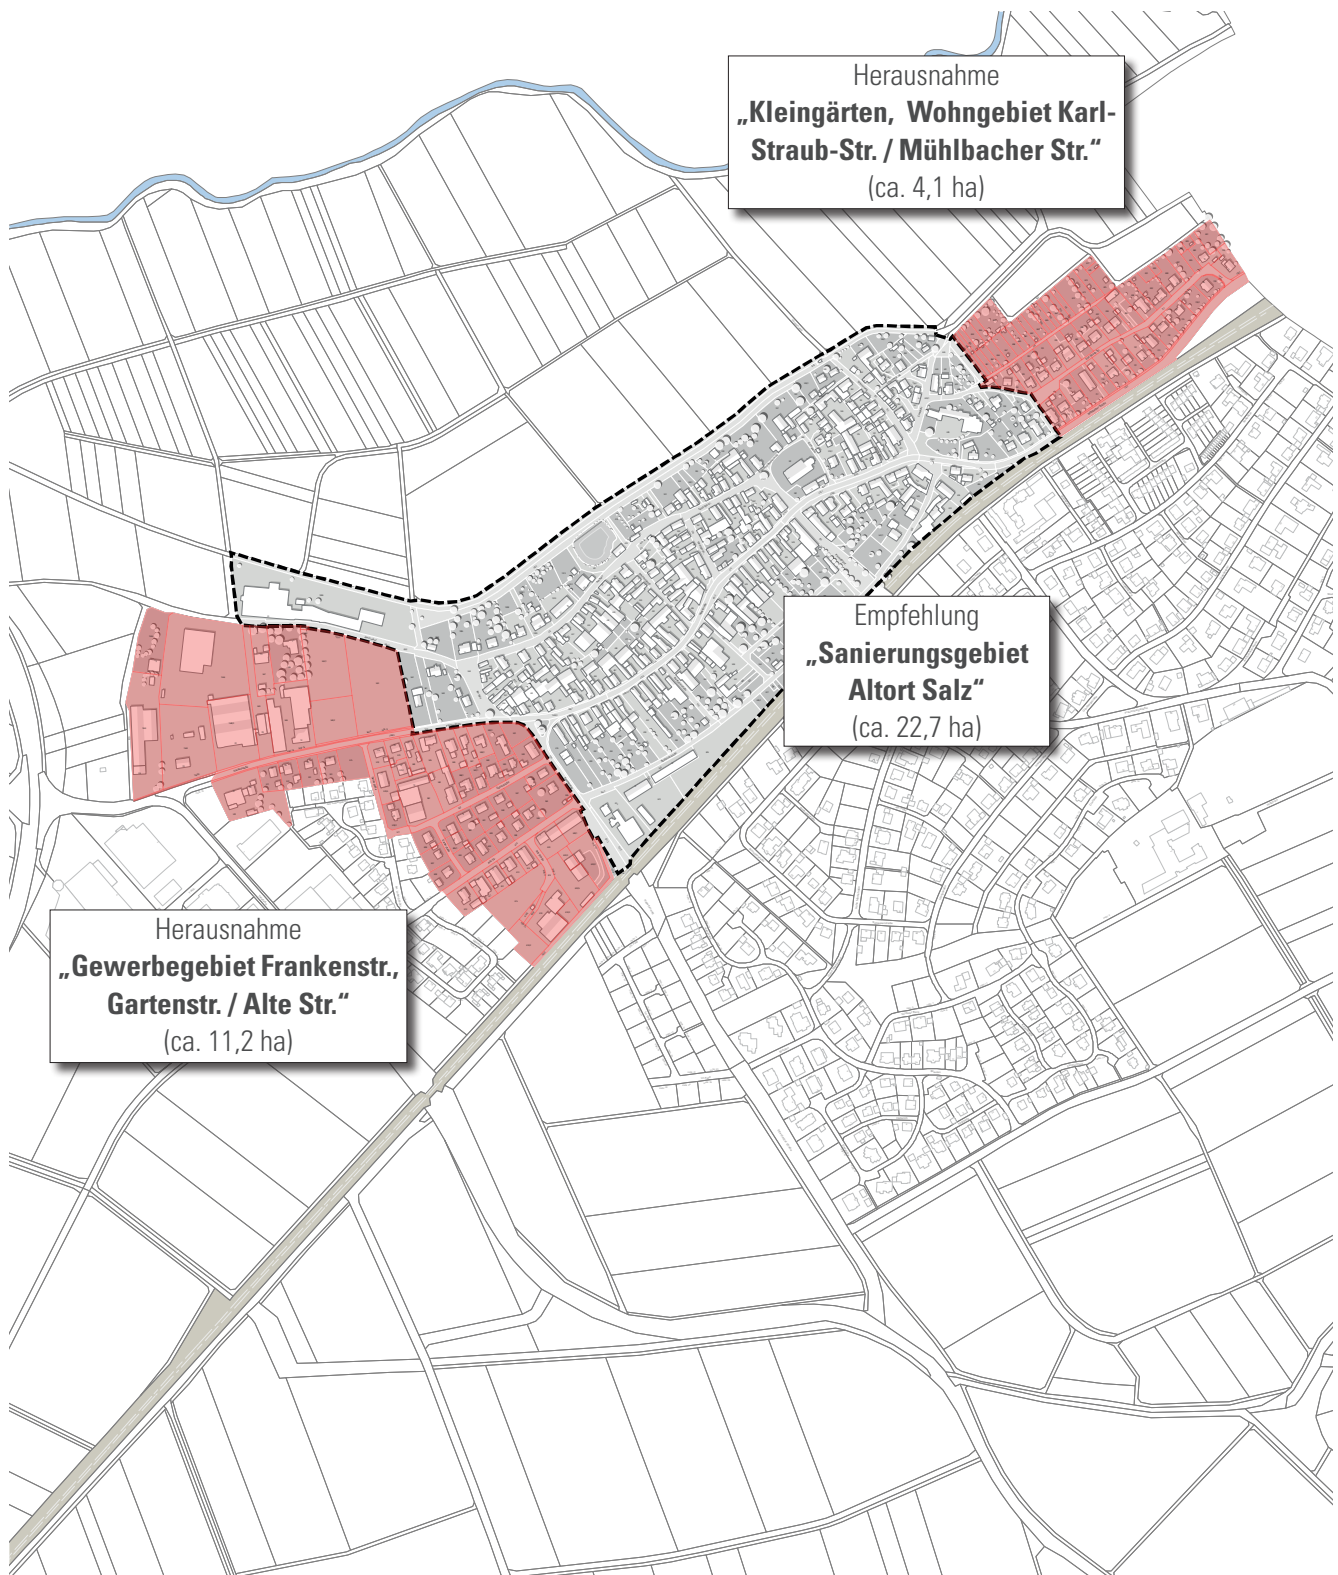 Herausnahme
„Kleingärten, Wohngebiet Karl-
Straub-Str. / Mühlbacher Str.“
(ca. 4,1 ha)
Empfehlung
„Sanierungsgebiet
Altort Salz“
(ca. 22,7 ha)
Herausnahme
„Gewerbegebiet Frankenstr.,
Gartenstr. / Alte Str.“
(ca. 11,2 ha)